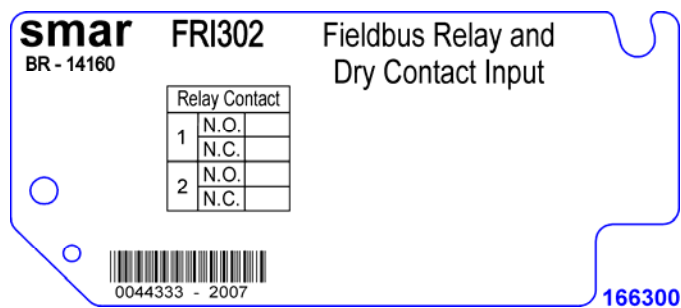 smar FRI302 Fieldbus Relay and
BR - 14160 Dry Contact Input
Relay Contact
1 N.O.
N.C.
2 N.O.
N.C.
0044333 - 2007
166300